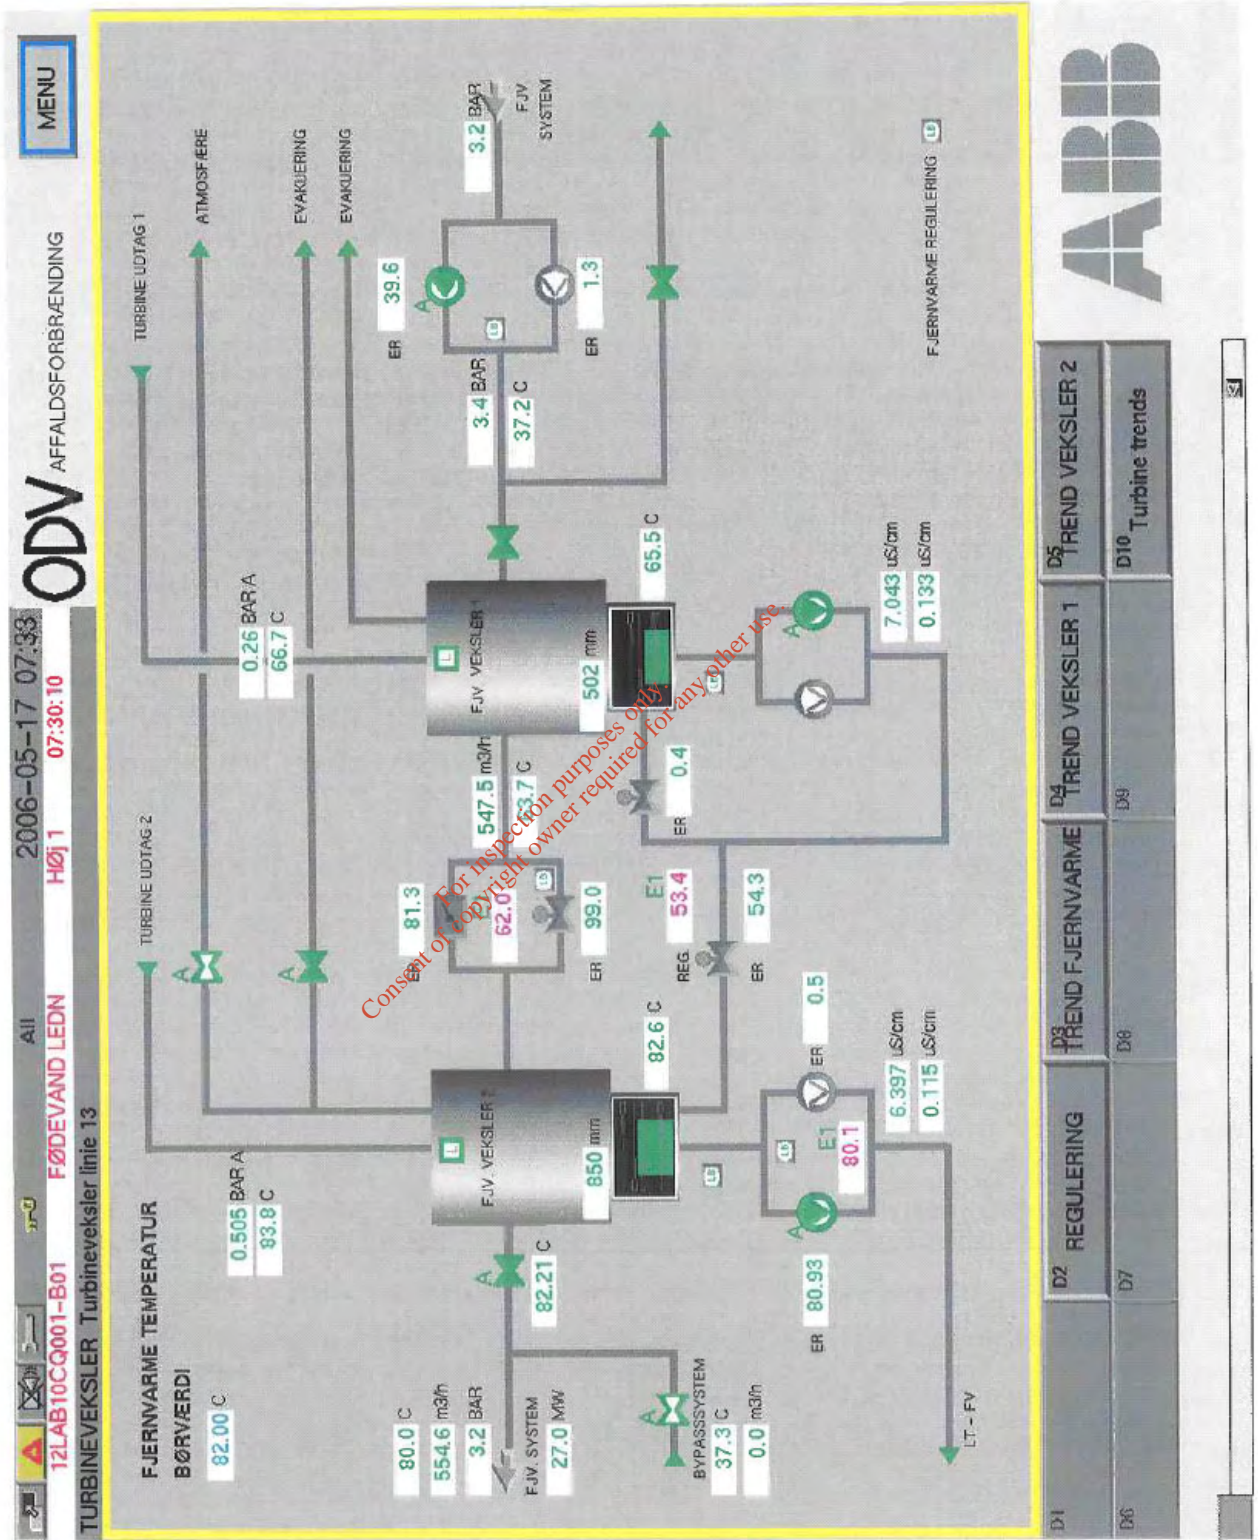 All
2006-05-17 07:33
ODV AFFALDSFORBRÆNDING
MENU
12LAB10CQ001-B01
FØDEVAND LEDN
HØj 1
07:30:10
TURBINEVEKSLER Turbineveksler linie 13
FJERNVARME TEMPERATUR
BØRVÆRDI
82.00 C
TURBINE UDTAG 2
TURBINE UDTAG 1
ATMOSFÆRE
EVAKUERING
EVAKUERING
0.505 BAR A
83.8 C
0.26 BAR A
66.7 C
A
A
80.0 C
554.6 m3/h
3.2 BAR
FJV. SYSTEM
27.0 MW
A
82.21 C
L
FJV. VEKSLER 2
850 mm
82.6 C
ER 81.3
62.0
LD
ER 99.0
547.5 m3/h
63.7 C
L
FJV. VEKSLER 1
502 mm
65.5 C
3.4 BAR
37.2 C
ER 39.6
A
LB
ER 1.3
3.2 BAR
FJV
SYSTEM
BYPASSSYSTEM
A
37.3 C
0.0 m3/h
E1
REG. 53.4
ER 54.3
ER 0.4
LB
LB
A
ER 80.93
A
LB
E1
80.1
ER 0.5
6.397 uS/cm
0.115 uS/cm
7.043 uS/cm
0.133 uS/cm
LT.- FV
FJERNVARME REGULERING LB
For inspection purposes only.
Consent of copyright owner required for any other use.
D1
D2 REGULERING
D3 TREND FJERNVARME
D4 TREND VEKSLER 1
D5 TREND VEKSLER 2
D6
D7
D8
D9
D10 Turbine trends
ABB